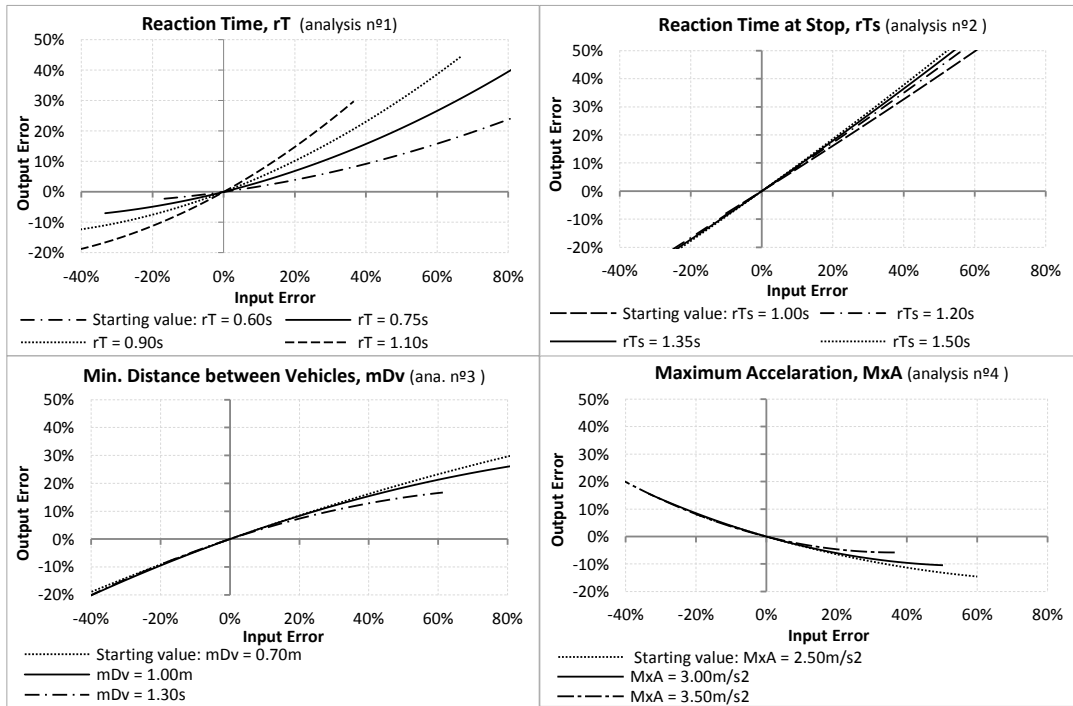 Reaction Time, rT (analysis nº1)
50%
40%
30%
20%
10%
0%
-10%
-20%
Output Error
-40% -20% 0% 20% 40% 60% 80%
Input Error
Starting value: rT = 0.60s rT = 0.75s
rT = 0.90s rT = 1.10s
Reaction Time at Stop, rTs (analysis nº2 )
50%
40%
30%
20%
10%
0%
-10%
-20%
Output Error
-40% -20% 0% 20% 40% 60% 80%
Input Error
Starting value: rTs = 1.00s rTs = 1.20s
rTs = 1.35s rTs = 1.50s
Min. Distance between Vehicles, mDv (ana. nº3 )
50%
40%
30%
20%
10%
0%
-10%
-20%
Output Error
-40% -20% 0% 20% 40% 60% 80%
Input Error
Starting value: mDv = 0.70m
mDv = 1.00m
mDv = 1.30s
Maximum Accelaration, MxA (analysis nº4 )
50%
40%
30%
20%
10%
0%
-10%
-20%
Output Error
-40% -20% 0% 20% 40% 60% 80%
Input Error
Starting value: MxA = 2.50m/s2
MxA = 3.00m/s2
MxA = 3.50m/s2